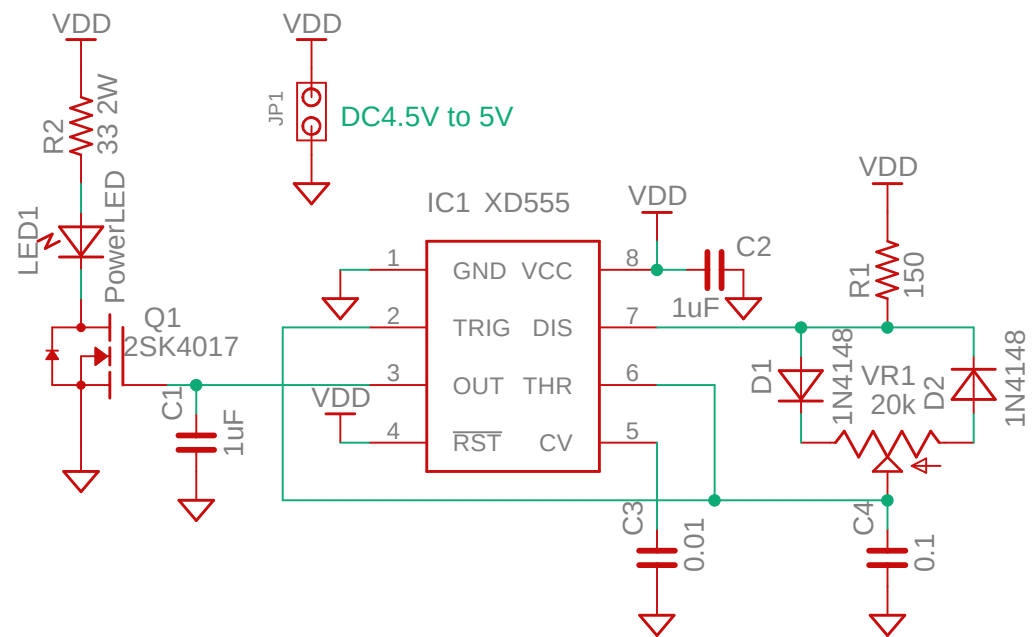 VDD
R2
33 2W
LED1
PowerLED
Q1
2SK4017
C1
1uF
VDD
JP1
DC4.5V to 5V
IC1 XD555
1
GND
2
TRIG
3
OUT
VDD
4
RST
VCC
8
DIS
7
THR
6
CV
5
VDD
C2
1uF
VDD
R1
150
D1
1N4148
VR1
20k
D2
1N4148
C3
0.01
C4
0.1